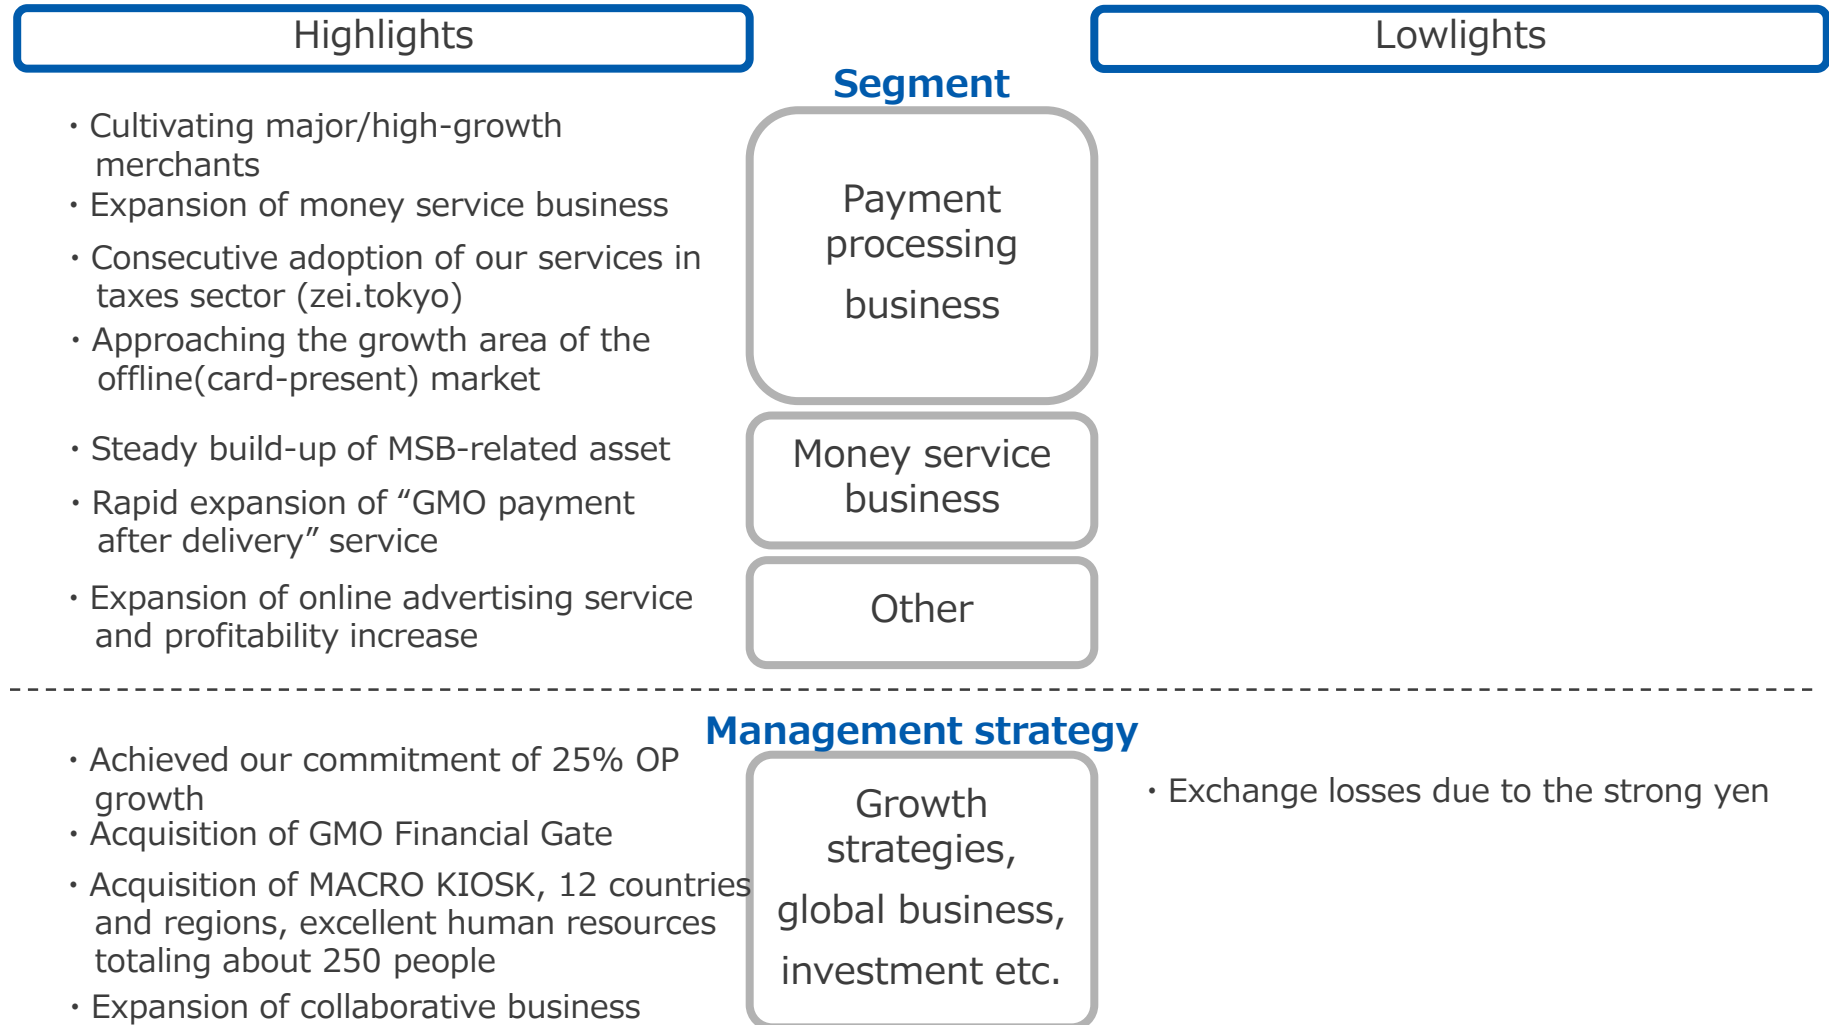 Highlights
Lowlights
Segment
・Cultivating major/high-growth
merchants
・Expansion of money service business
・Consecutive adoption of our services in
taxes sector (zei.tokyo)
・Approaching the growth area of the
offline(card-present) market
Payment
processing
business
・Steady build-up of MSB-related asset
・Rapid expansion of “GMO payment
after delivery” service
Money service
business
・Expansion of online advertising service
and profitability increase
Other
Management strategy
・Achieved our commitment of 25% OP
growth
・Acquisition of GMO Financial Gate
・Acquisition of MACRO KIOSK, 12 countries
and regions, excellent human resources
totaling about 250 people
・Expansion of collaborative business
Growth
strategies,
global business,
investment etc.
・Exchange losses due to the strong yen